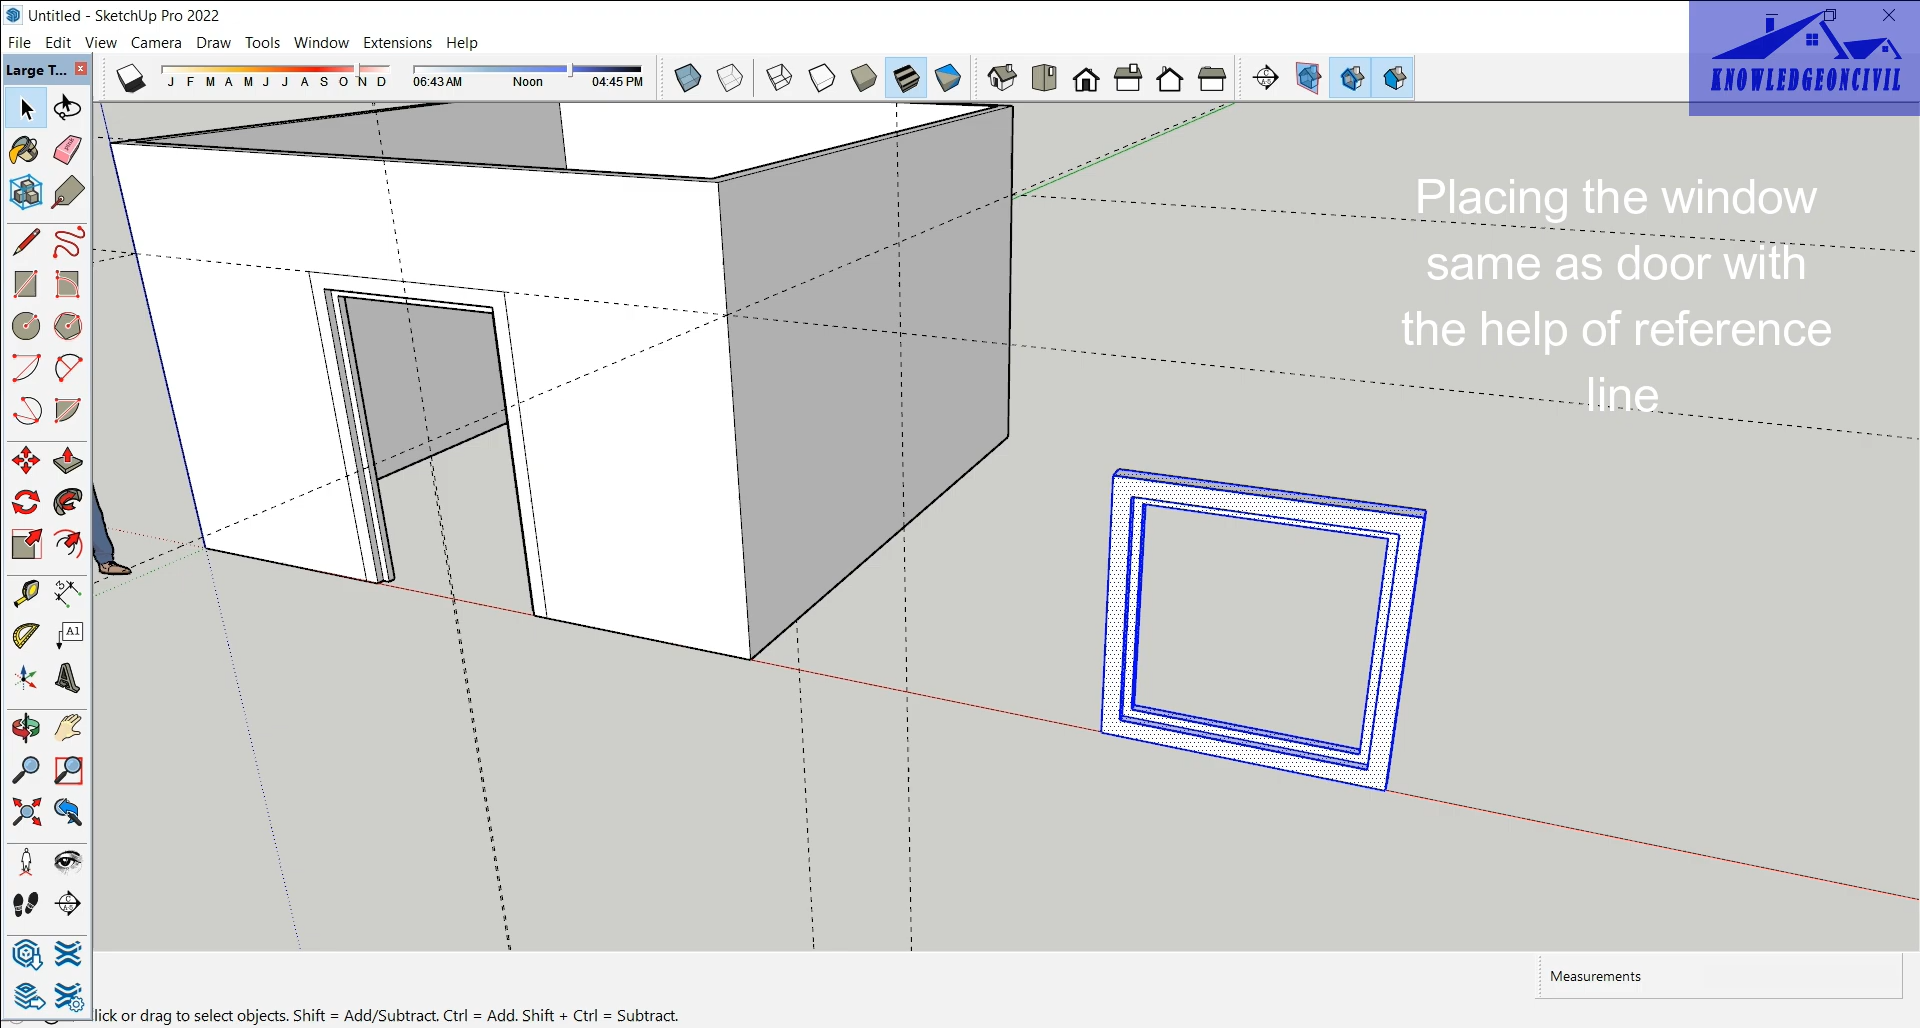 Untitled - SketchUp Pro 2022
File Edit View Camera Draw Tools Window Extensions Help
Large T...
J F M A M J J A S O N D
06:43 AM Noon 04:45 PM
KNOWLEDGEONCIVIL
Placing the window
same as door with
the help of reference
line
A1
Measurements
lick or drag to select objects. Shift = Add/Subtract. Ctrl = Add. Shift + Ctrl = Subtract.